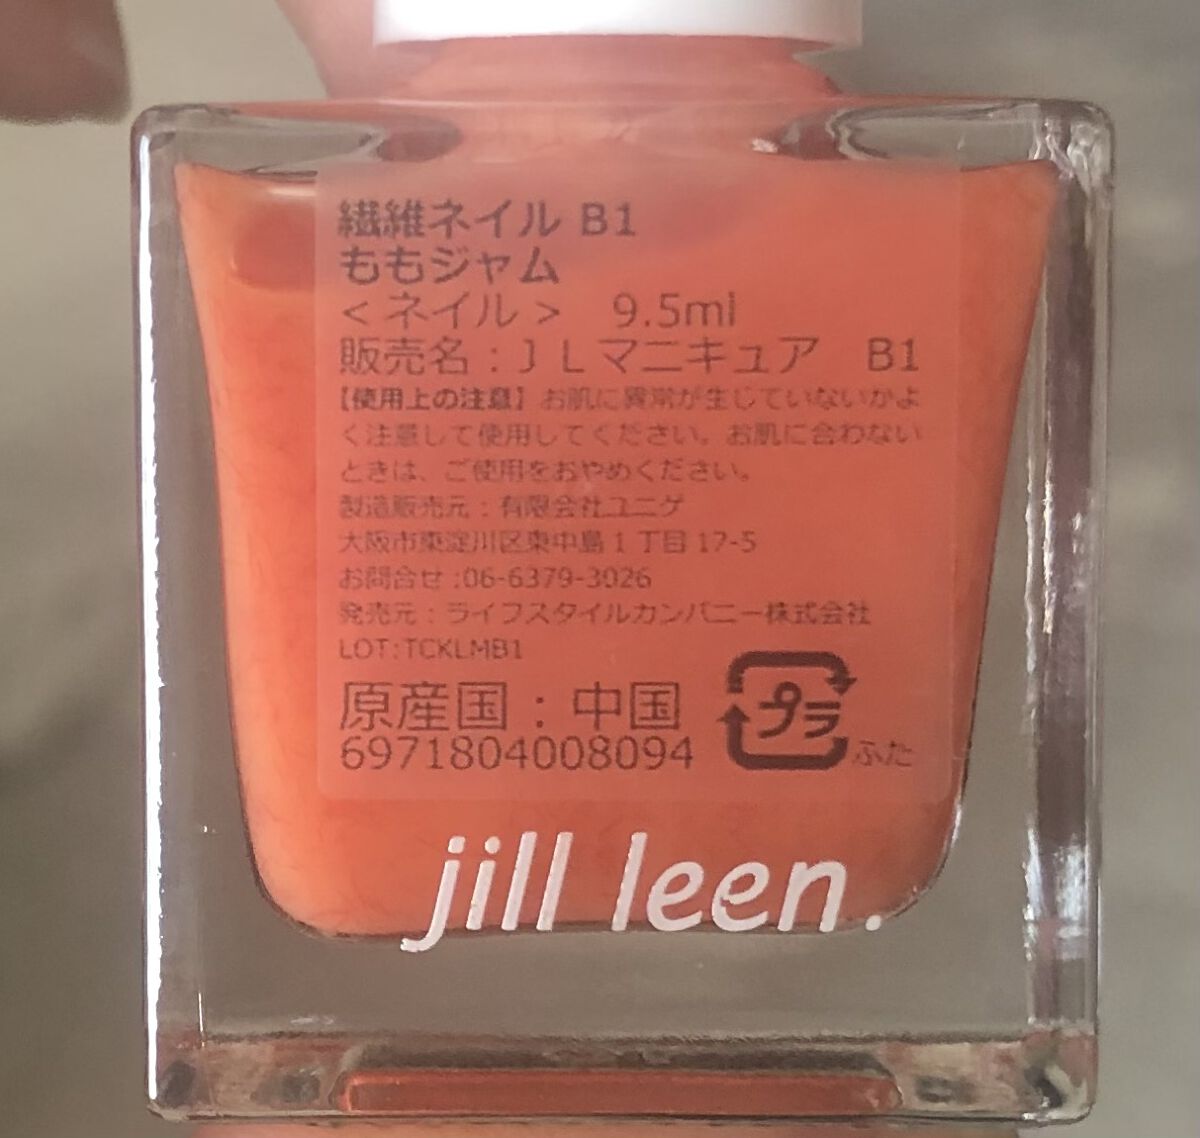 繊維ネイル B1
ももジャム
＜ネイル＞　9.5ml
販売名：ＪＬマニキュア　B1
【使用上の注意】お肌に異常が生じていないかよ
く注意して使用してください。お肌に合わない
ときは、ご使用をおやめください。
製造販売元：有限会社ユニゲ
大阪市東淀川区東中島１丁目 17-5
お問合せ:06-6379-3026
発売元：ライフスタイルカンパニー株式会社
LOT:TCKLMB1
原産国：中国
6971804008094
プラ
ふた
jill leen.